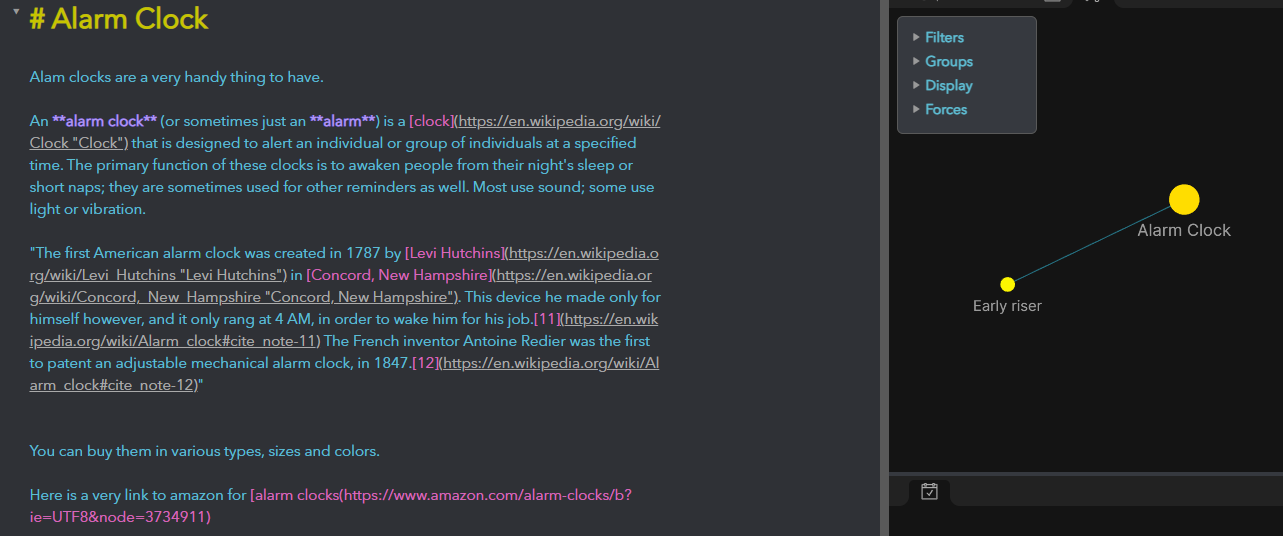 # Alarm Clock
Alam clocks are a very handy thing to have.
An **alarm clock** (or sometimes just an **alarm**) is a [clock](https://en.wikipedia.org/wiki/
Clock "Clock") that is designed to alert an individual or group of individuals at a specified
time. The primary function of these clocks is to awaken people from their night's sleep or
short naps; they are sometimes used for other reminders as well. Most use sound; some use
light or vibration.
"The first American alarm clock was created in 1787 by [Levi Hutchins](https://en.wikipedia.o
rg/wiki/Levi_Hutchins "Levi Hutchins") in [Concord, New Hampshire](https://en.wikipedia.or
g/wiki/Concord,_New_Hampshire "Concord, New Hampshire"). This device he made only for
himself however, and it only rang at 4 AM, in order to wake him for his job.[11](https://en.wik
ipedia.org/wiki/Alarm_clock#cite_note-11) The French inventor Antoine Redier was the first
to patent an adjustable mechanical alarm clock, in 1847.[12](https://en.wikipedia.org/wiki/Al
arm_clock#cite_note-12)"
You can buy them in various types, sizes and colors.
Here is a very link to amazon for [alarm clocks(https://www.amazon.com/alarm-clocks/b?
ie=UTF8&node=3734911)
Filters
Groups
Display
Forces
Alarm Clock
Early riser